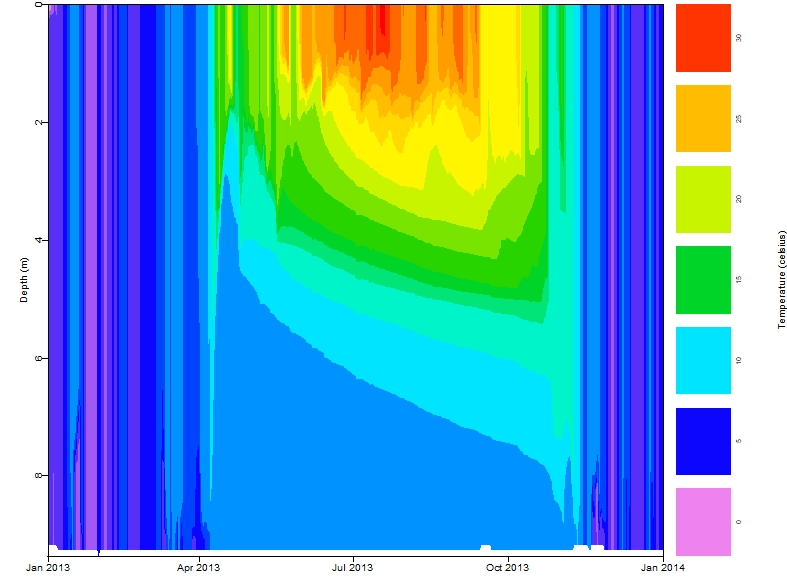 0
2
4
6
8
Depth (m)
Jan 2013
Apr 2013
Jul 2013
Oct 2013
Jan 2014
30
25
20
15
10
5
0
Temperature (celsius)